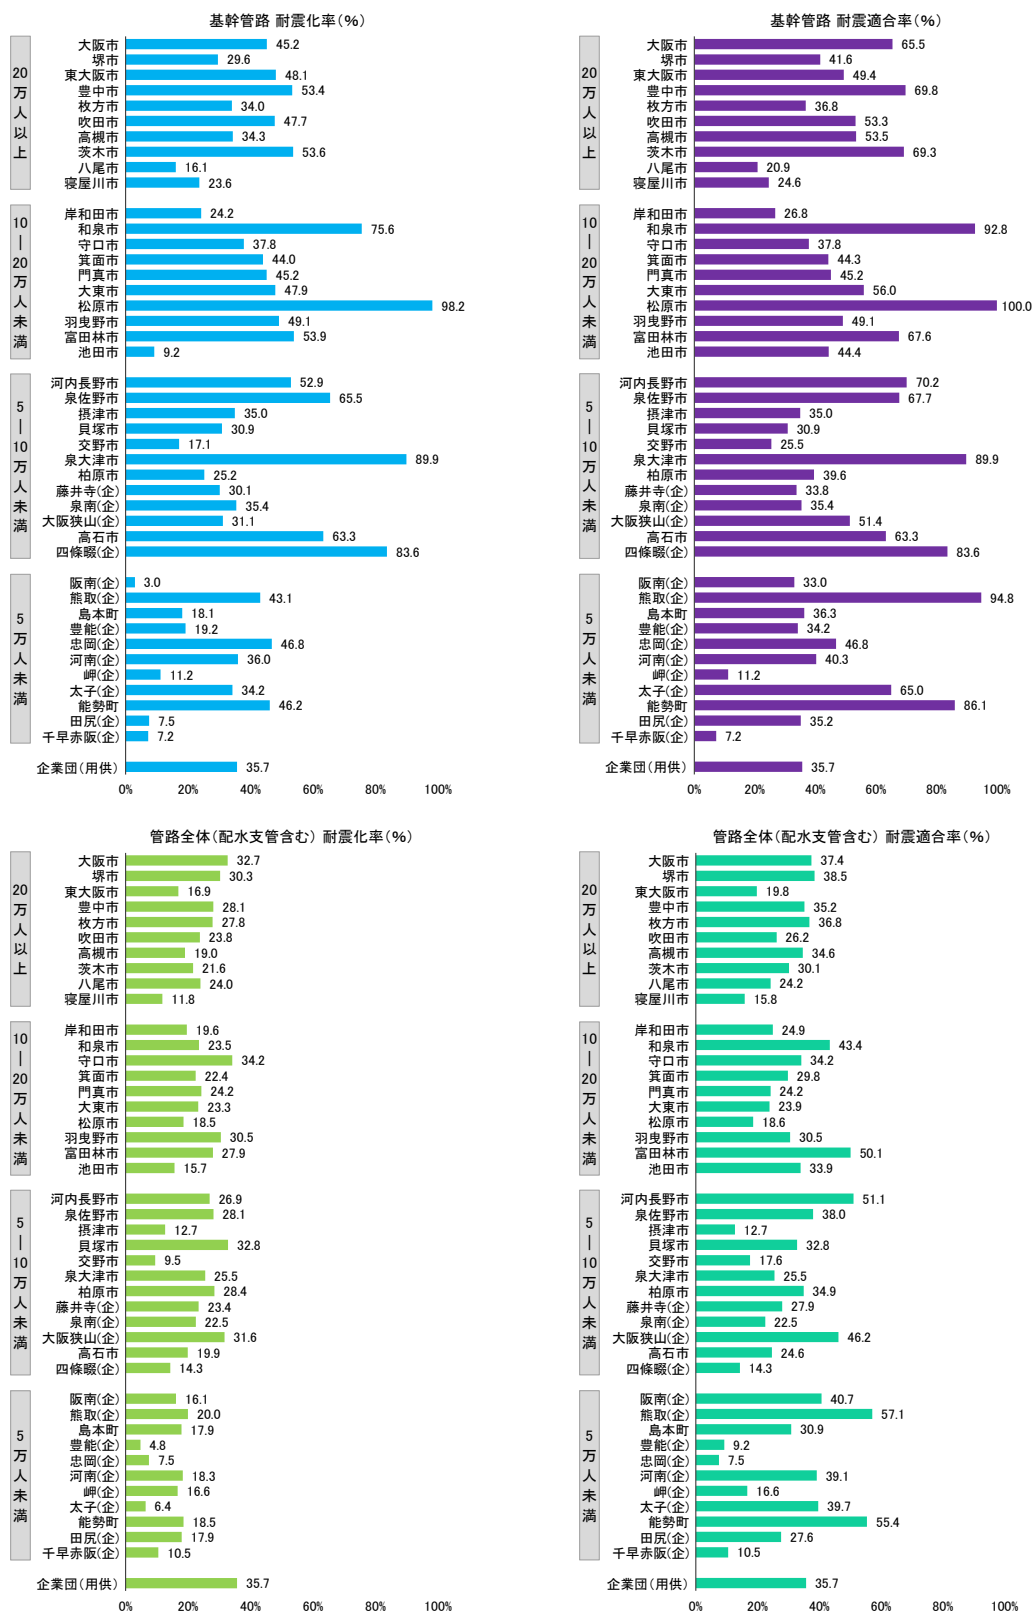 基幹管路 耐震化率(%)
20万人以上
大阪市 45.2
堺市 29.6
東大阪市 48.1
豊中市 53.4
枚方市 34.0
吹田市 47.7
高槻市 34.3
茨木市 53.6
八尾市 16.1
寝屋川市 23.6
10|20万人未満
岸和田市 24.2
和泉市 75.6
守口市 37.8
箕面市 44.0
門真市 45.2
大東市 47.9
松原市 98.2
羽曳野市 49.1
富田林市 53.9
池田市 9.2
5|10万人未満
河内長野市 52.9
泉佐野市 65.5
摂津市 35.0
貝塚市 30.9
交野市 17.1
泉大津市 89.9
柏原市 25.2
藤井寺(企) 30.1
泉南(企) 35.4
大阪狭山(企) 31.1
高石市 63.3
四條畷(企) 83.6
5万人未満
阪南(企) 3.0
熊取(企) 43.1
島本町 18.1
豊能(企) 19.2
忠岡(企) 46.8
河南(企) 36.0
岬(企) 11.2
太子(企) 34.2
能勢町 46.2
田尻(企) 7.5
千早赤阪(企) 7.2
企業団(用供) 35.7
0% 20% 40% 60% 80% 100%
基幹管路 耐震適合率(%)
20万人以上
大阪市 65.5
堺市 41.6
東大阪市 49.4
豊中市 69.8
枚方市 36.8
吹田市 53.3
高槻市 53.5
茨木市 69.3
八尾市 20.9
寝屋川市 24.6
10|20万人未満
岸和田市 26.8
和泉市 92.8
守口市 37.8
箕面市 44.3
門真市 45.2
大東市 56.0
松原市 100.0
羽曳野市 49.1
富田林市 67.6
池田市 44.4
5|10万人未満
河内長野市 70.2
泉佐野市 67.7
摂津市 35.0
貝塚市 30.9
交野市 25.5
泉大津市 89.9
柏原市 39.6
藤井寺(企) 33.8
泉南(企) 35.4
大阪狭山(企) 51.4
高石市 63.3
四條畷(企) 83.6
5万人未満
阪南(企) 33.0
熊取(企) 94.8
島本町 36.3
豊能(企) 34.2
忠岡(企) 46.8
河南(企) 40.3
岬(企) 11.2
太子(企) 65.0
能勢町 86.1
田尻(企) 35.2
千早赤阪(企) 7.2
企業団(用供) 35.7
0% 20% 40% 60% 80% 100%
管路全体(配水支管含む) 耐震化率(%)
20万人以上
大阪市 32.7
堺市 30.3
東大阪市 16.9
豊中市 28.1
枚方市 27.8
吹田市 23.8
高槻市 19.0
茨木市 21.6
八尾市 24.0
寝屋川市 11.8
10|20万人未満
岸和田市 19.6
和泉市 23.5
守口市 34.2
箕面市 22.4
門真市 24.2
大東市 23.3
松原市 18.5
羽曳野市 30.5
富田林市 27.9
池田市 15.7
5|10万人未満
河内長野市 26.9
泉佐野市 28.1
摂津市 12.7
貝塚市 32.8
交野市 9.5
泉大津市 25.5
柏原市 28.4
藤井寺(企) 23.4
泉南(企) 22.5
大阪狭山(企) 31.6
高石市 19.9
四條畷(企) 14.3
5万人未満
阪南(企) 16.1
熊取(企) 20.0
島本町 17.9
豊能(企) 4.8
忠岡(企) 7.5
河南(企) 18.3
岬(企) 16.6
太子(企) 6.4
能勢町 18.5
田尻(企) 17.9
千早赤阪(企) 10.5
企業団(用供) 35.7
0% 20% 40% 60% 80% 100%
管路全体(配水支管含む) 耐震適合率(%)
20万人以上
大阪市 37.4
堺市 38.5
東大阪市 19.8
豊中市 35.2
枚方市 36.8
吹田市 26.2
高槻市 34.6
茨木市 30.1
八尾市 24.2
寝屋川市 15.8
10|20万人未満
岸和田市 24.9
和泉市 43.4
守口市 34.2
箕面市 29.8
門真市 24.2
大東市 23.9
松原市 18.6
羽曳野市 30.5
富田林市 50.1
池田市 33.9
5|10万人未満
河内長野市 51.1
泉佐野市 38.0
摂津市 12.7
貝塚市 32.8
交野市 17.6
泉大津市 25.5
柏原市 34.9
藤井寺(企) 27.9
泉南(企) 22.5
大阪狭山(企) 46.2
高石市 24.6
四條畷(企) 14.3
5万人未満
阪南(企) 40.7
熊取(企) 57.1
島本町 30.9
豊能(企) 9.2
忠岡(企) 7.5
河南(企) 39.1
岬(企) 16.6
太子(企) 39.7
能勢町 55.4
田尻(企) 27.6
千早赤阪(企) 10.5
企業団(用供) 35.7
0% 20% 40% 60% 80% 100%